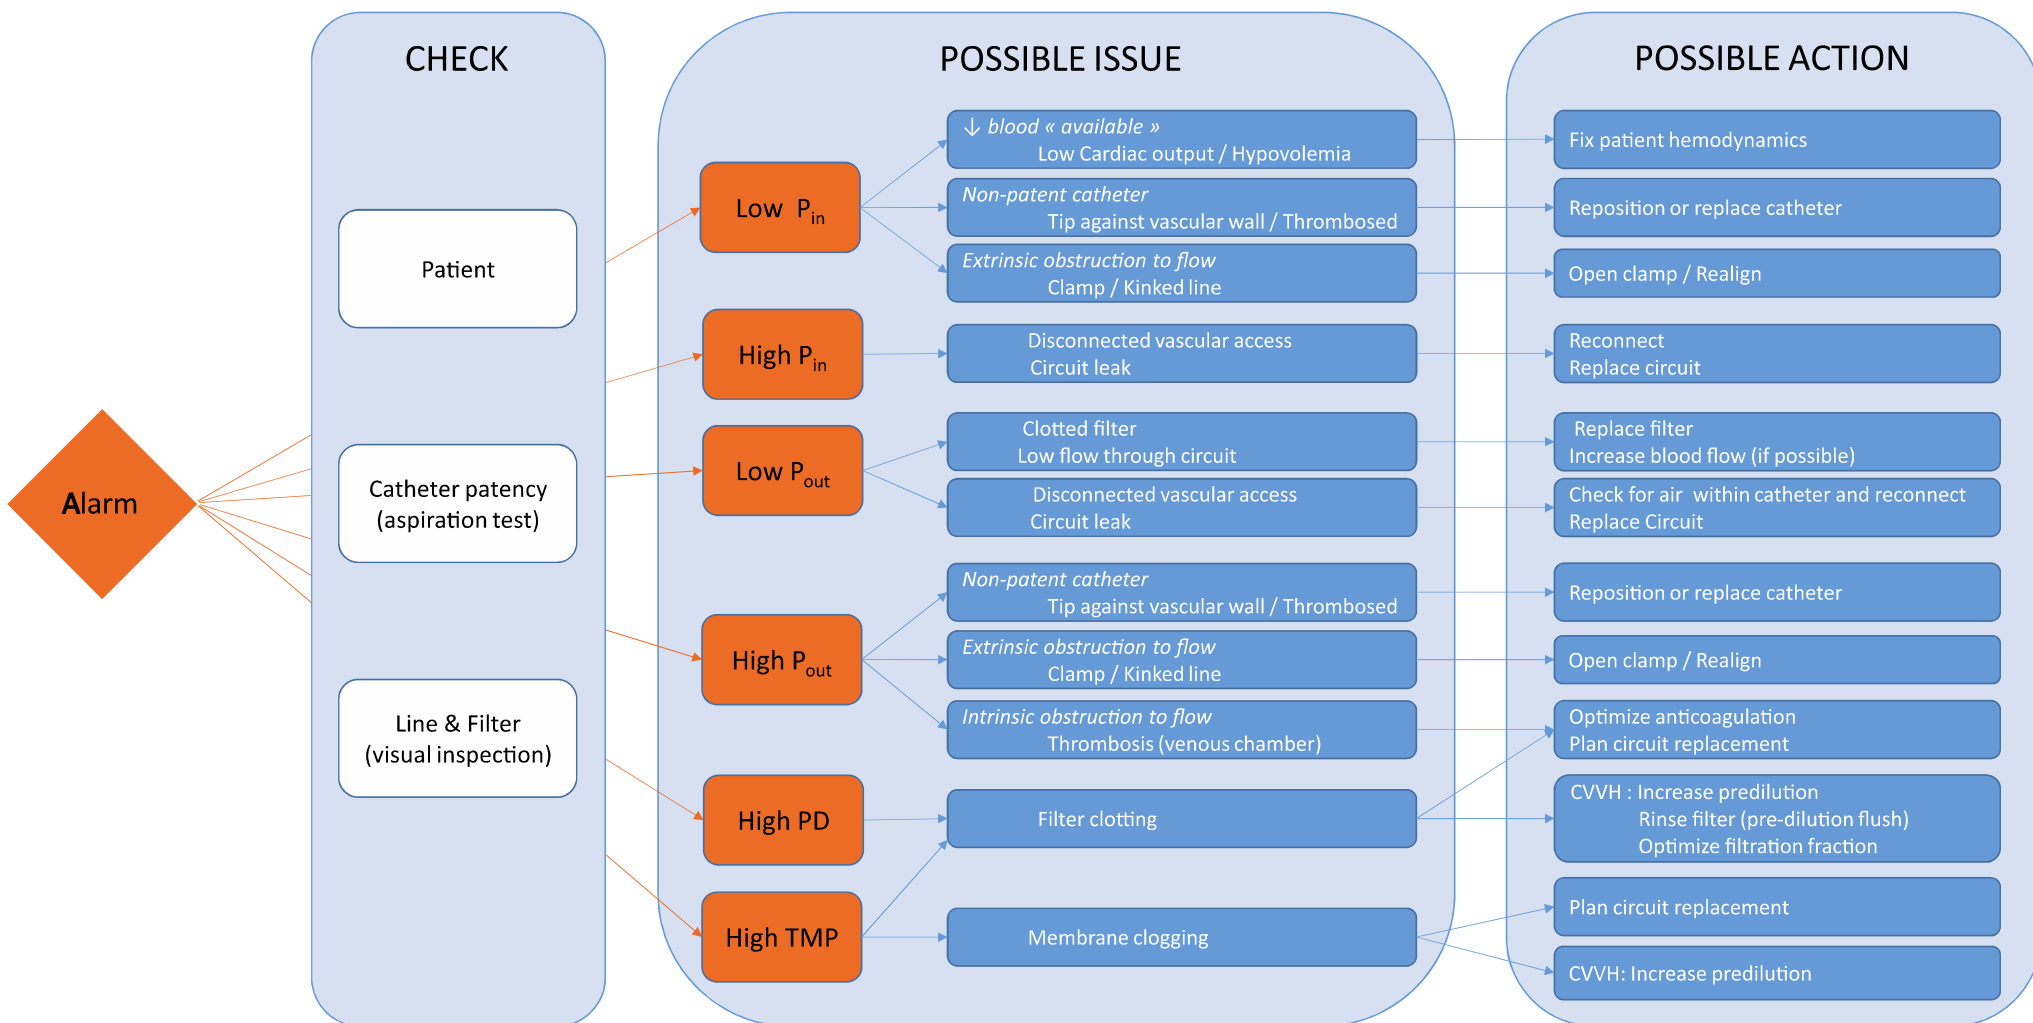 CHECK
POSSIBLE ISSUE
POSSIBLE ACTION
Alarm
Patient
Catheter patency
(aspiration test)
Line & Filter
(visual inspection)
Low Pin
↓ blood « available »
Low Cardiac output / Hypovolemia
Fix patient hemodynamics
Non-patent catheter
Tip against vascular wall / Thrombosed
Reposition or replace catheter
Extrinsic obstruction to flow
Clamp / Kinked line
Open clamp / Realign
High Pin
Disconnected vascular access
Circuit leak
Reconnect
Replace circuit
Low Pout
Clotted filter
Low flow through circuit
Replace filter
Increase blood flow (if possible)
Disconnected vascular access
Circuit leak
Check for air within catheter and reconnect
Replace Circuit
High Pout
Non-patent catheter
Tip against vascular wall / Thrombosed
Reposition or replace catheter
Extrinsic obstruction to flow
Clamp / Kinked line
Open clamp / Realign
Intrinsic obstruction to flow
Thrombosis (venous chamber)
Optimize anticoagulation
Plan circuit replacement
High PD
Filter clotting
CVVH : Increase predilution
Rinse filter (pre-dilution flush)
Optimize filtration fraction
High TMP
Membrane clogging
Plan circuit replacement
CVVH: Increase predilution